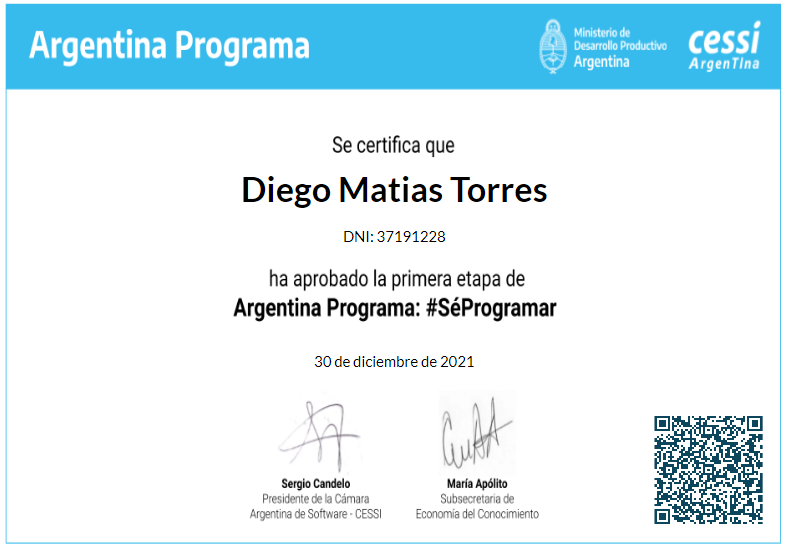 Argentina Programa
Ministerio de
Desarrollo Productivo
Argentina
cessi
ArgenTIna
Se certifica que
Diego Matias Torres
DNI: 37191228
ha aprobado la primera etapa de
Argentina Programa: #SéProgramar
30 de diciembre de 2021
Sergio Candelo
Presidente de la Cámara
Argentina de Software - CESSI
María Apólito
Subsecretaria de
Economía del Conocimiento